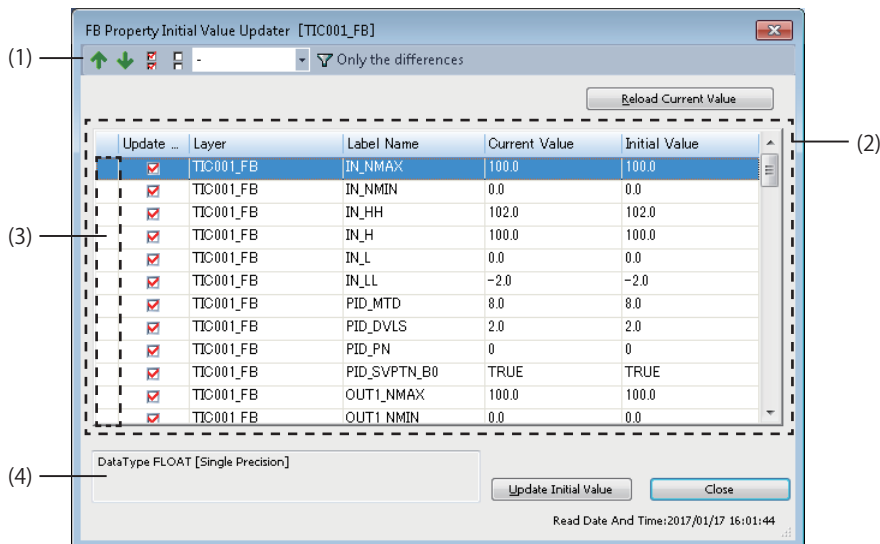 FB Property Initial Value Updater [TIC001_FB]
(1)
- Only the differences
Reload Current Value
(2)
Update ... Layer Label Name Current Value Initial Value
TIC001_FB IN_NMAX 100.0 100.0
TIC001_FB IN_NMIN 0.0 0.0
TIC001_FB IN_HH 102.0 102.0
(3)
TIC001_FB IN_H 100.0 100.0
TIC001_FB IN_L 0.0 0.0
TIC001_FB IN_LL -2.0 -2.0
TIC001_FB PID_MTD 8.0 8.0
TIC001_FB PID_DVLS 2.0 2.0
TIC001_FB PID_PN 0 0
TIC001_FB PID_SVPTN_B0 TRUE TRUE
TIC001_FB OUT1_NMAX 100.0 100.0
TIC001_FB OUT1_NMIN 0.0 0.0
(4)
DataType FLOAT [Single Precision]
Update Initial Value Close
Read Date And Time:2017/01/17 16:01:44